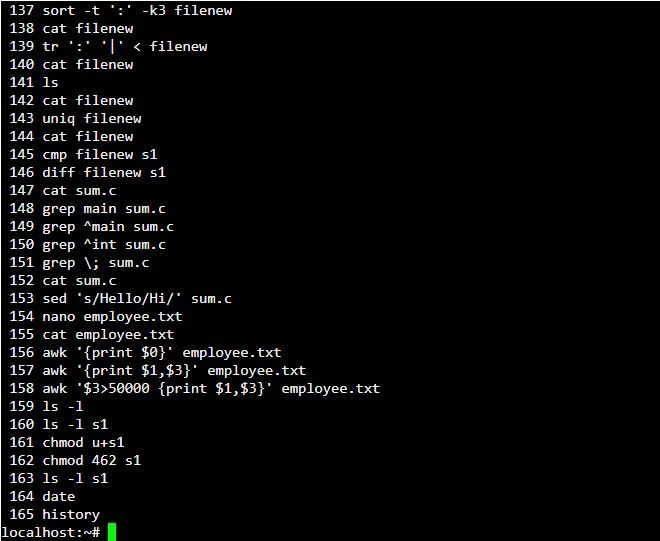 137 sort -t ':' -k3 filenew
138 cat filenew
139 tr ':' '|' < filenew
140 cat filenew
141 ls
142 cat filenew
143 uniq filenew
144 cat filenew
145 cmp filenew s1
146 diff filenew s1
147 cat sum.c
148 grep main sum.c
149 grep ^main sum.c
150 grep ^int sum.c
151 grep \; sum.c
152 cat sum.c
153 sed 's/Hello/Hi/' sum.c
154 nano employee.txt
155 cat employee.txt
156 awk '{print $0}' employee.txt
157 awk '{print $1,$3}' employee.txt
158 awk '$3>50000 {print $1,$3}' employee.txt
159 ls -l
160 ls -l s1
161 chmod u+s1
162 chmod 462 s1
163 ls -l s1
164 date
165 history
localhost:~#